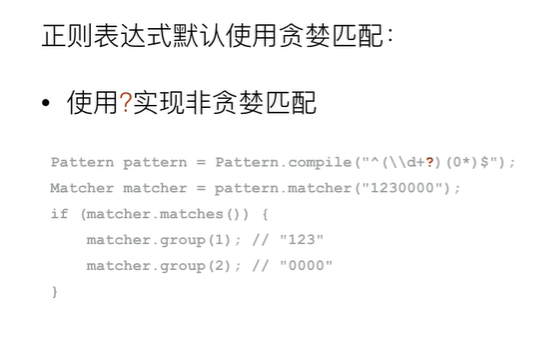 正则表达式默认使用贪婪匹配：
• 使用?实现非贪婪匹配
Pattern pattern = Pattern.compile("^(\\d+?)(0*)$");
Matcher matcher = pattern.matcher("1230000");
if (matcher.matches()) {
    matcher.group(1); // "123"
    matcher.group(2); // "0000"
}